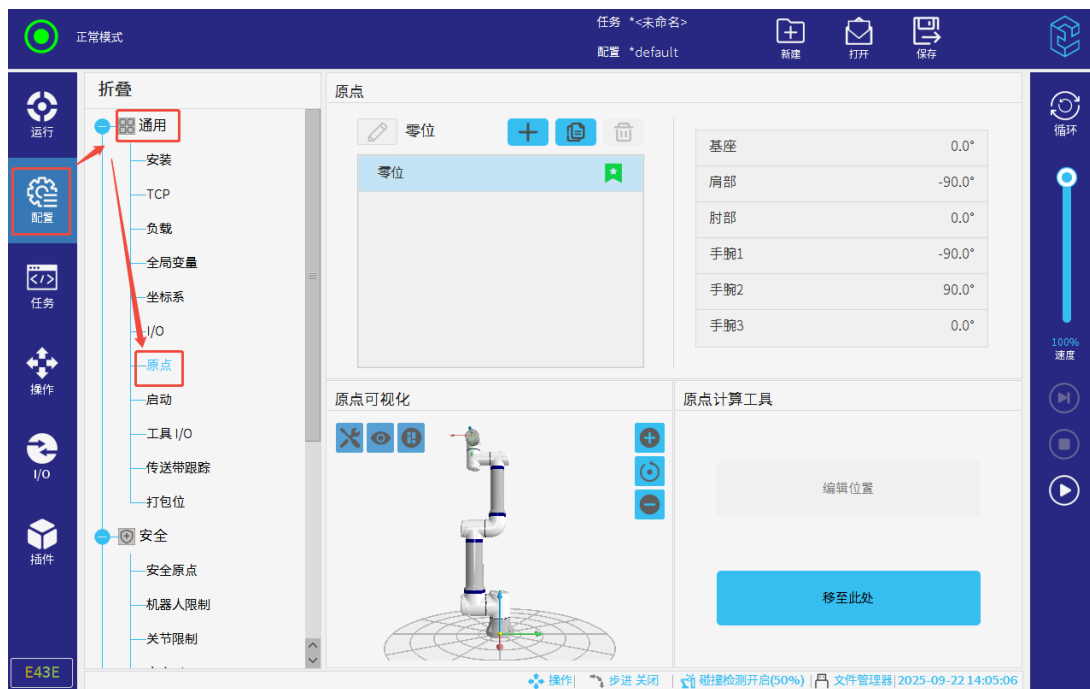 正常模式
任务 *<未命名>
配置 *default
新建
打开
保存
运行
配置
任务
操作
I/O
插件
E43E
折叠
通用
安装
TCP
负载
全局变量
坐标系
I/O
原点
启动
工具 I/O
传送带跟踪
打包位
安全
安全原点
机器人限制
关节限制
原点
零位
零位
基座 0.0°
肩部 -90.0°
肘部 0.0°
手腕1 -90.0°
手腕2 90.0°
手腕3 0.0°
原点可视化
原点计算工具
编辑位置
移至此处
循环
100%
速度
操作
步进 关闭
碰撞检测开启(50%)
文件管理器
2025-09-22 14:05:06